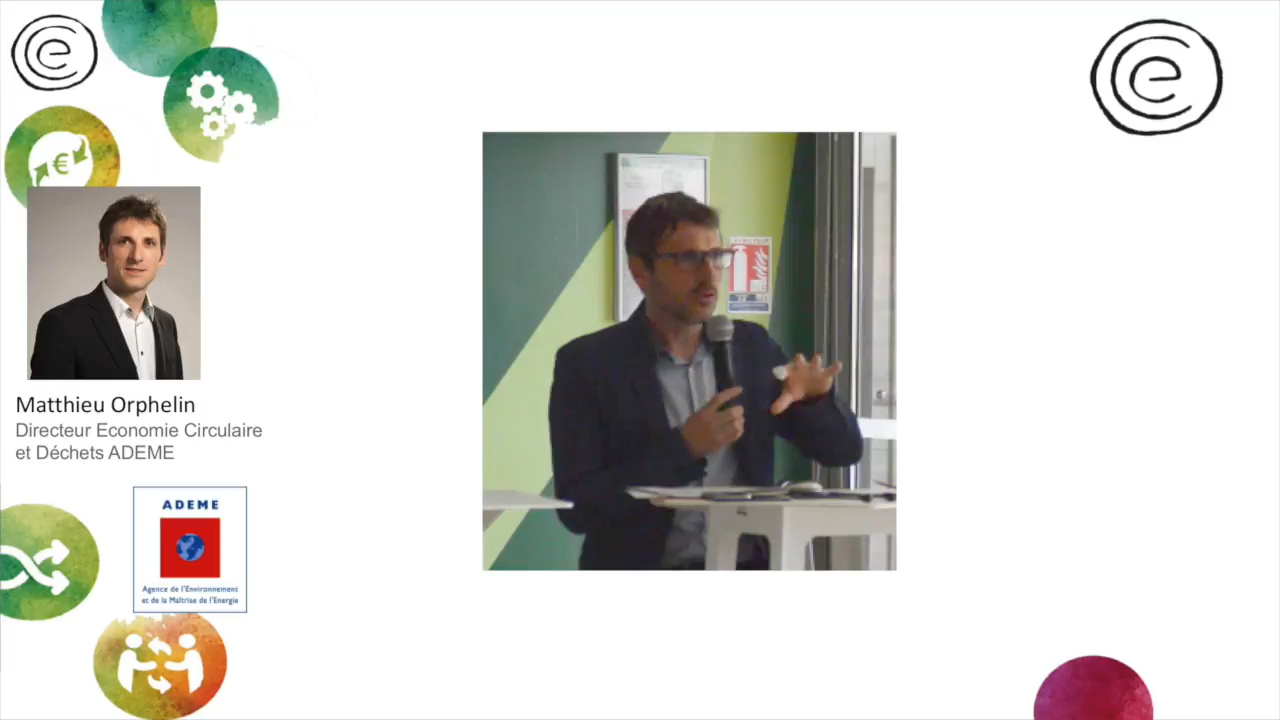 Matthieu Orphelin
Directeur Economie Circulaire
et Déchets ADEME
ADEME
Agence de l'Environnement
et de la Maîtrise de l'Energie
e
e
€